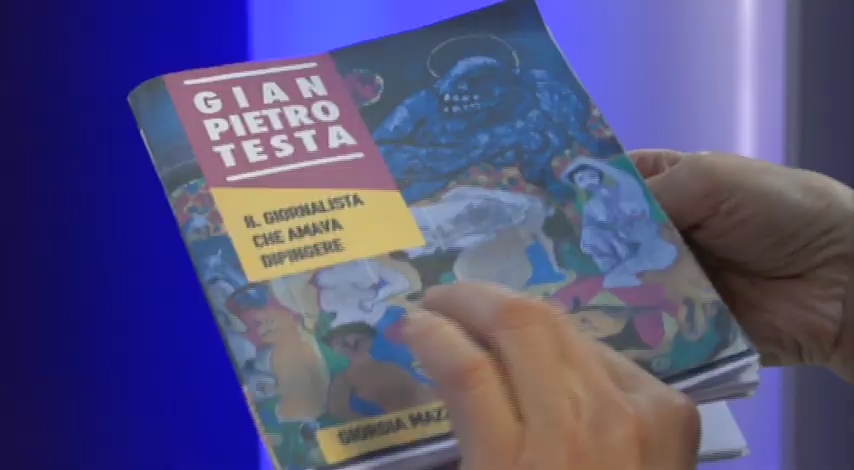 GIAN
PIETRO
TESTA
IL GIORNALISTA
CHE AMAVA
DIPINGERE
GIORGIA